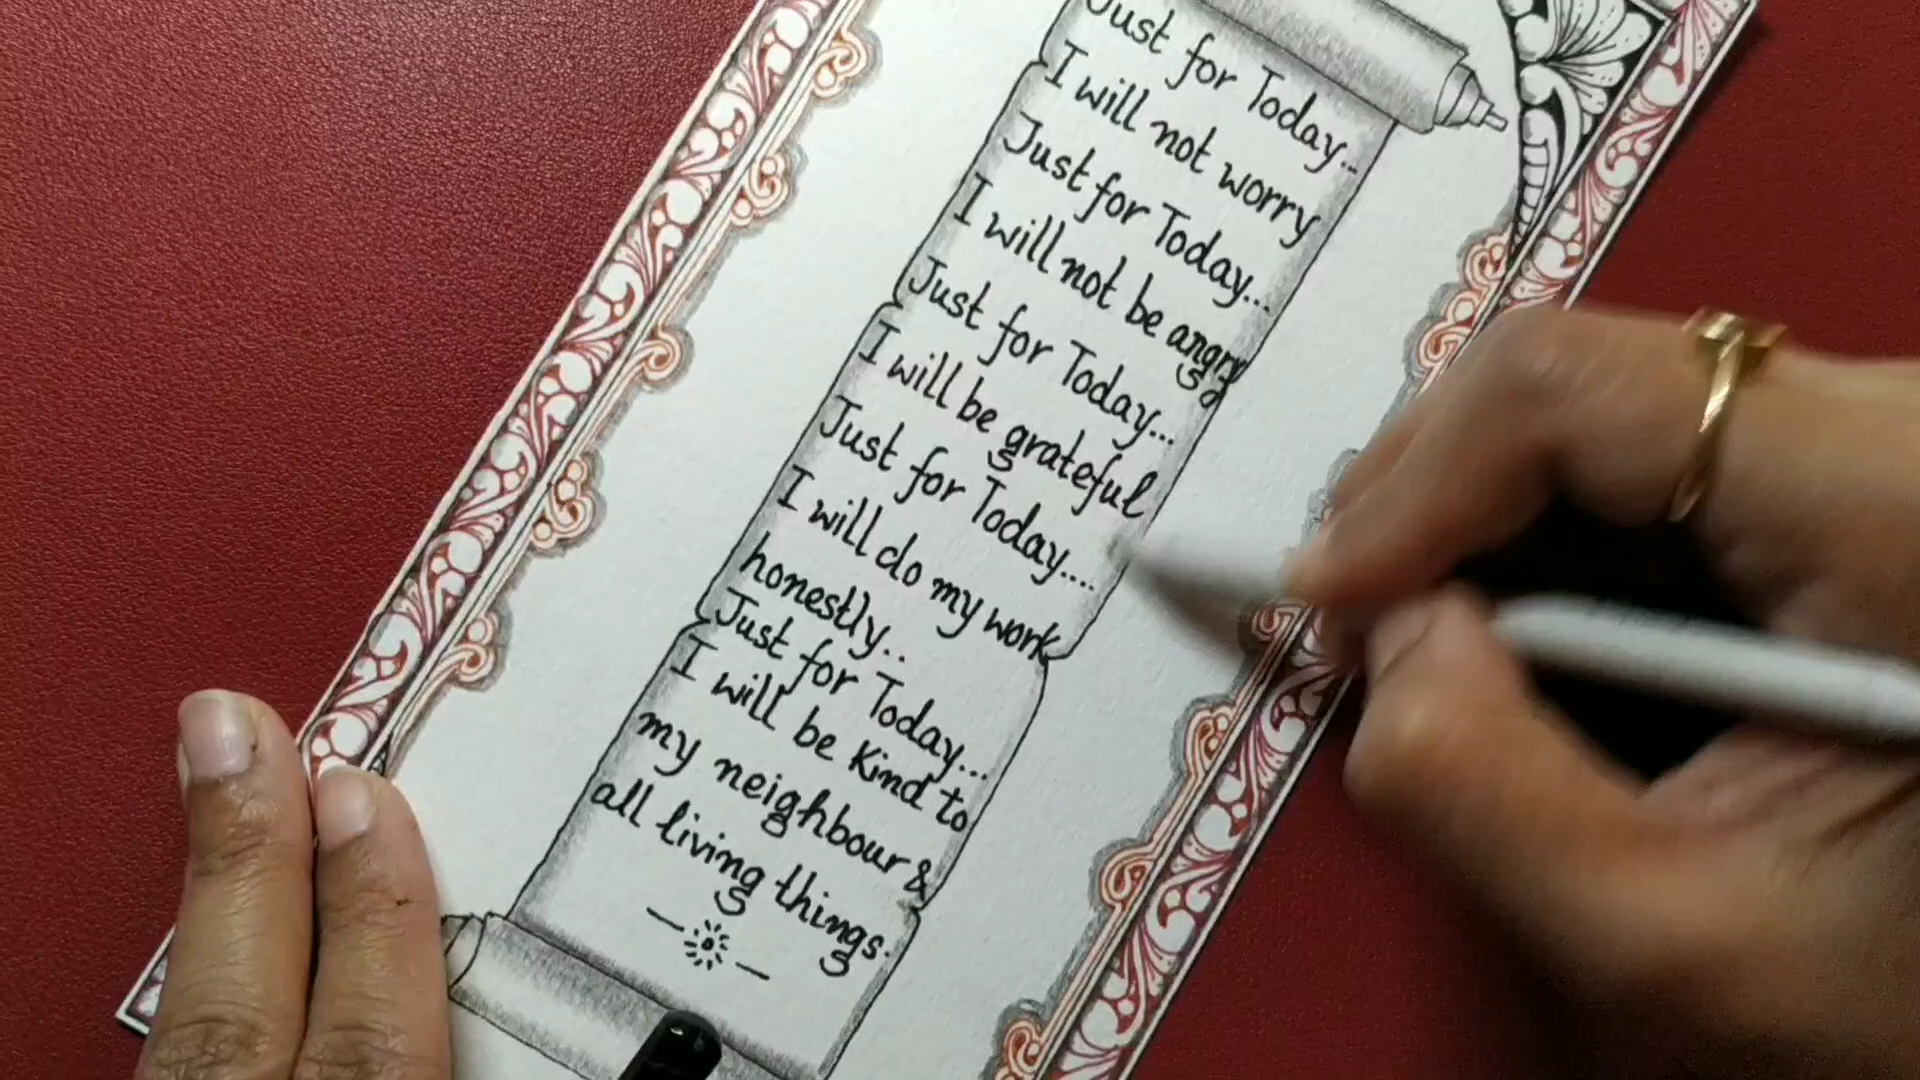 Just for Today...
I will not worry
Just for Today...
I will not be angry
Just for Today...
I will be grateful
Just for Today....
I will do my work
honestly..
Just for Today...
I will be Kind to
my neighbour &
all living things.